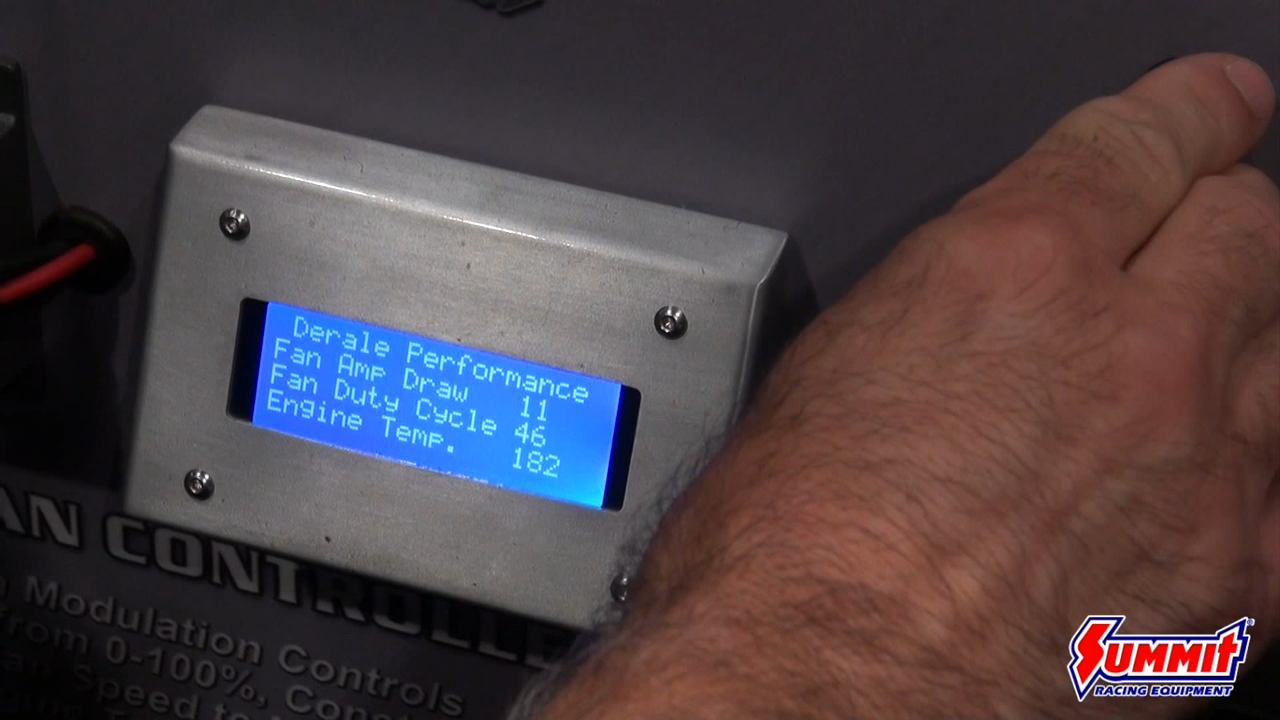 Derale Performance
Fan Amp Draw 11
Fan Duty Cycle 46
Engine Temp. 182
AN CONTROLLE
Modulation Controls
from 0-100%, Cons
Speed to
SUMMIT®
RACING EQUIPMENT